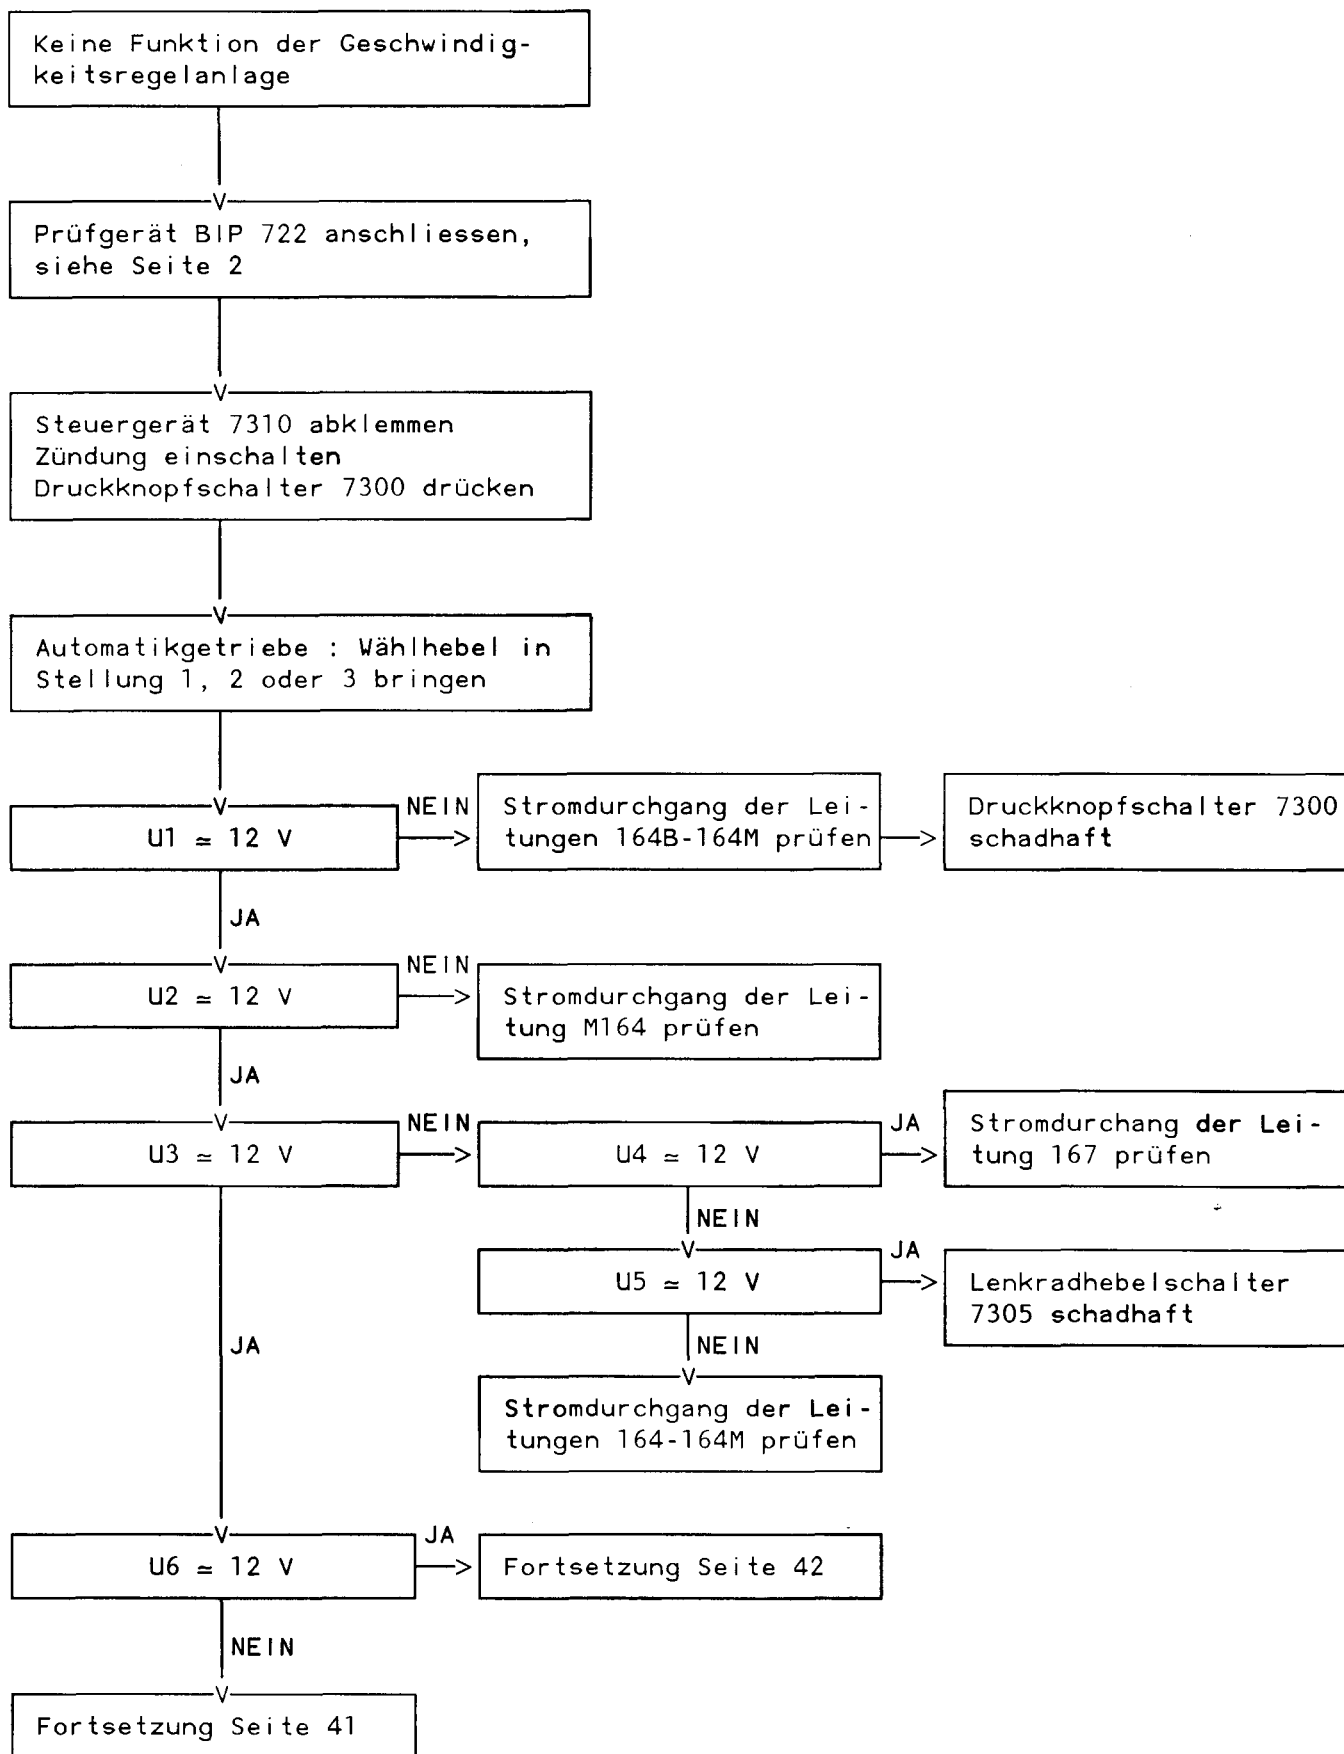 Keine Funktion der Geschwindig-
keitsregelanlage
V
Prüfgerät BIP 722 anschliessen,
siehe Seite 2
V
Steuergerät 7310 abklemmen
Zündung einschalten
Druckknopfschalter 7300 drücken
V
Automatikgetriebe : Wählhebel in
Stellung 1, 2 oder 3 bringen
V
U1 ≃ 12 V
NEIN
>
Stromdurchgang der Lei-
tungen 164B-164M prüfen
>
Druckknopfschalter 7300
schadhaft
JA
V
U2 ≃ 12 V
NEIN
>
Stromdurchgang der Lei-
tung M164 prüfen
JA
V
U3 ≃ 12 V
NEIN
>
U4 ≃ 12 V
JA
>
Stromdurchang der Lei-
tung 167 prüfen
NEIN
V
U5 ≃ 12 V
JA
>
Lenkradhebelschalter
7305 schadhaft
NEIN
V
Stromdurchgang der Lei-
tungen 164-164M prüfen
JA
V
U6 ≃ 12 V
JA
>
Fortsetzung Seite 42
NEIN
V
Fortsetzung Seite 41